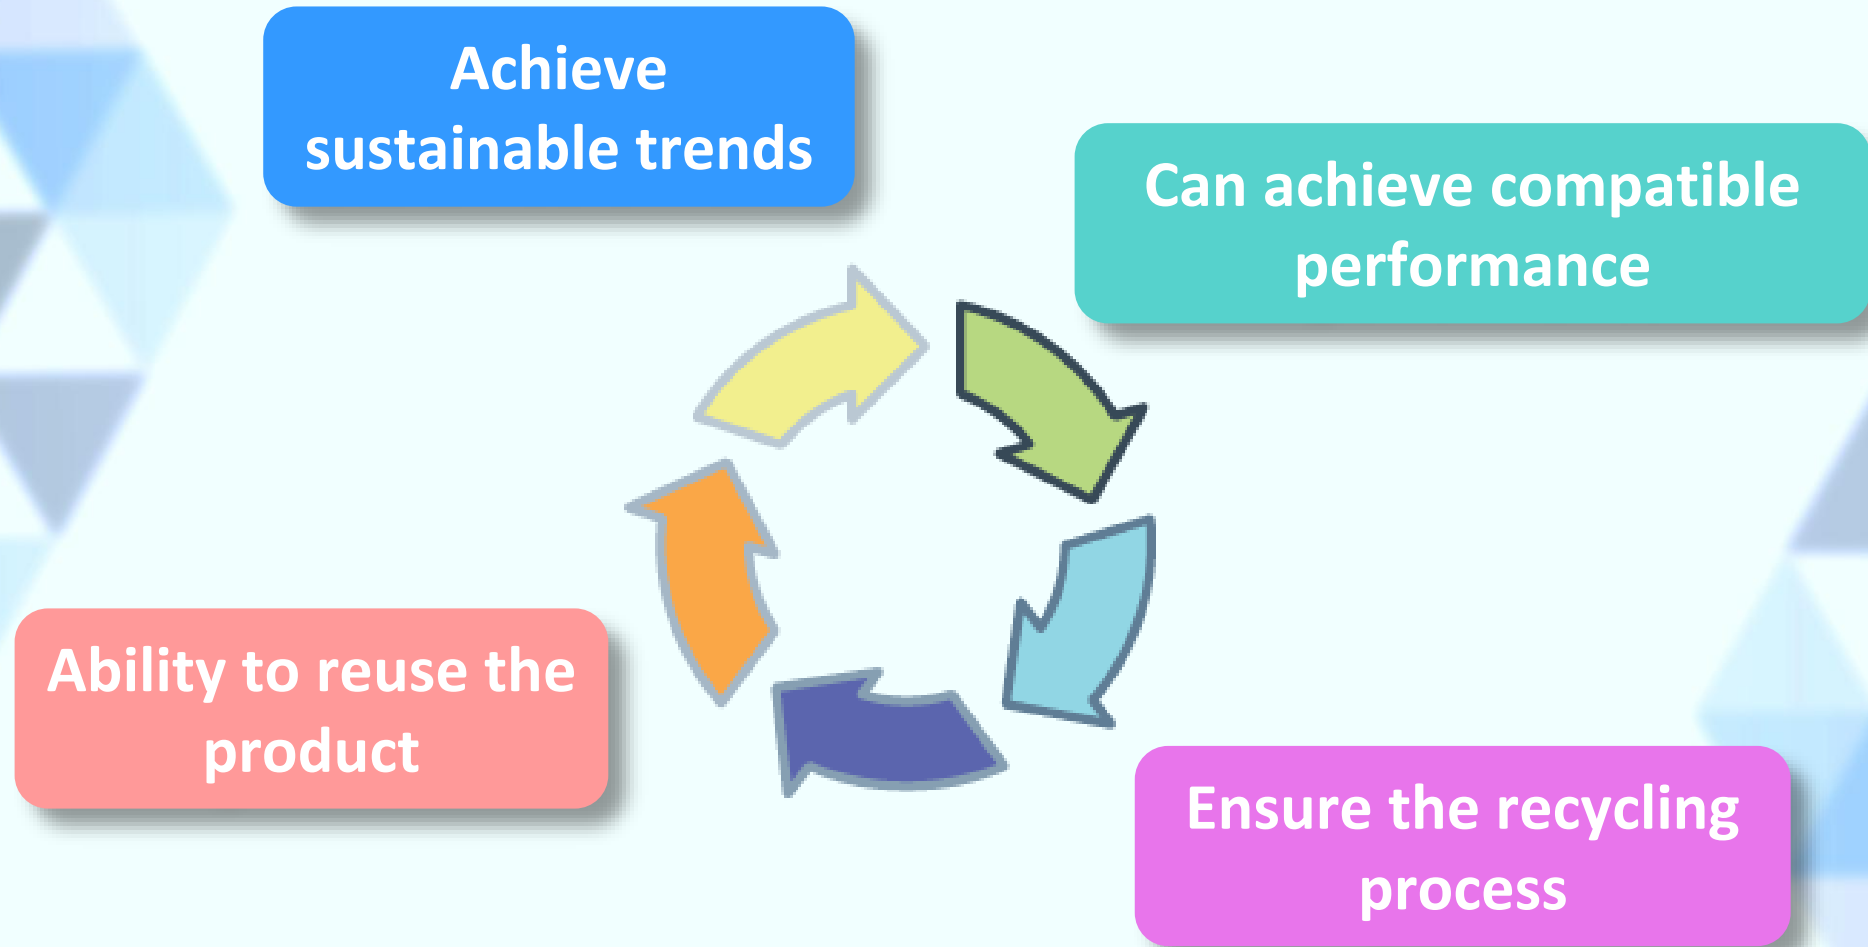 Achieve
sustainable trends
Can achieve compatible
performance
Ability to reuse the
product
Ensure the recycling
process